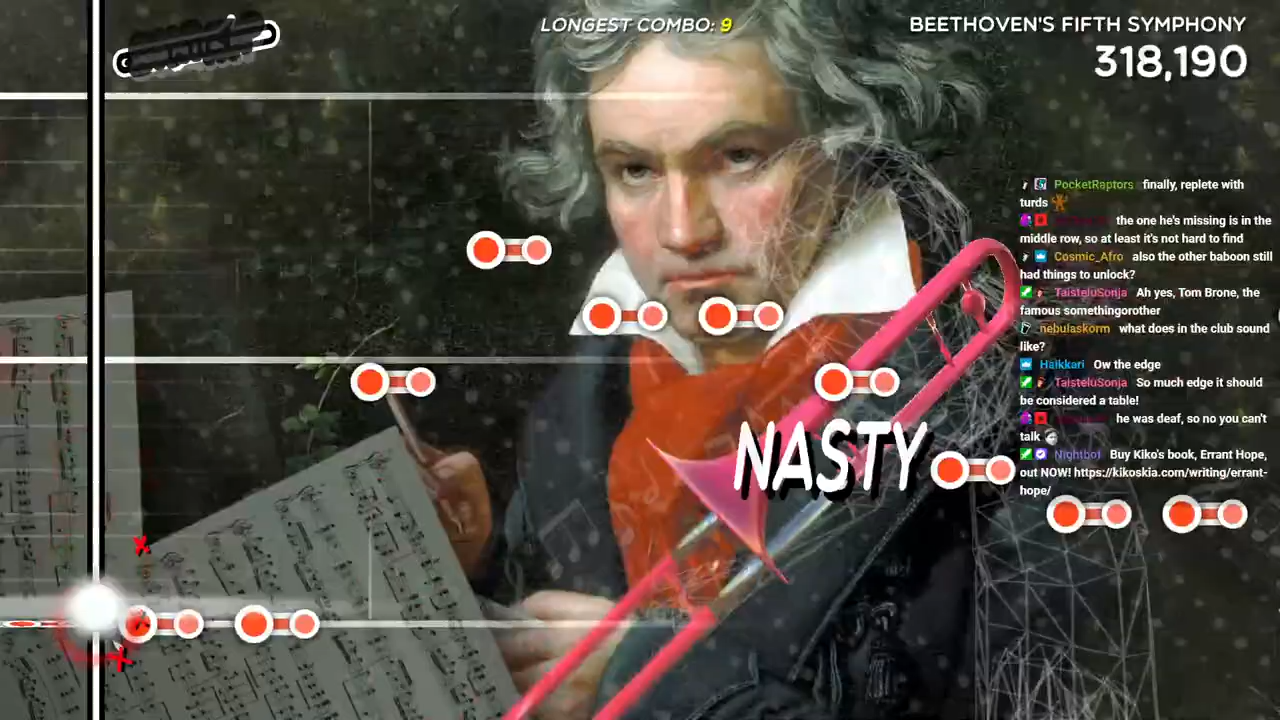 LONGEST COMBO: 9
BEETHOVEN'S FIFTH SYMPHONY
318,190
PocketRaptors finally, replete with
turds
the one he's missing is in the
middle row, so at least it's not hard to find
Cosmic_Afro also the other baboon still
had things to unlock?
TaisteluSonja Ah yes, Tom Brone, the
famous somethingorother
nebulaskorm what does in the club sound
like?
Haikkari Ow the edge
TaisteluSonja So much edge it should
be considered a table!
he was deaf, so no you can't
talk
Nightbot Buy Kiko's book, Errant Hope,
out NOW! https://kikoskia.com/writing/errant-
hope/
NASTY